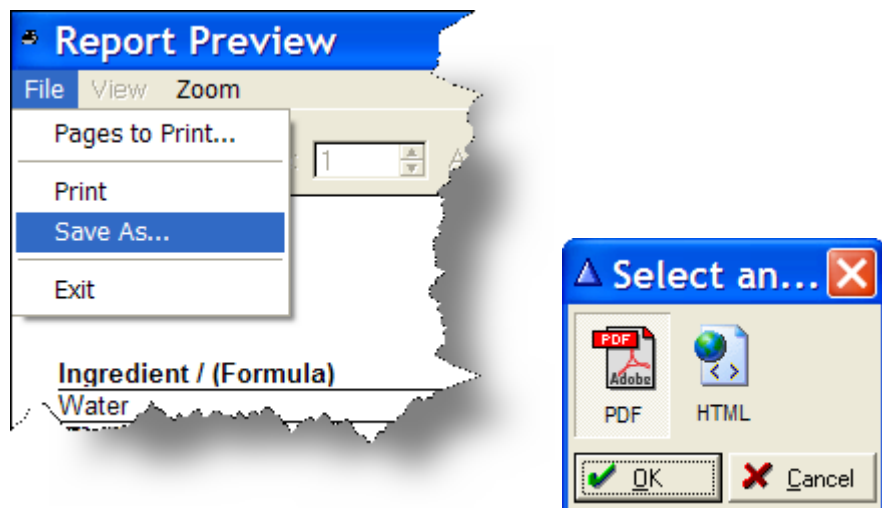 Report Preview
File View Zoom
Pages to Print...
1
Print
Save As...
Exit
Ingredient / (Formula)
Water
Select an...
PDF
Adobe
PDF HTML
OK Cancel